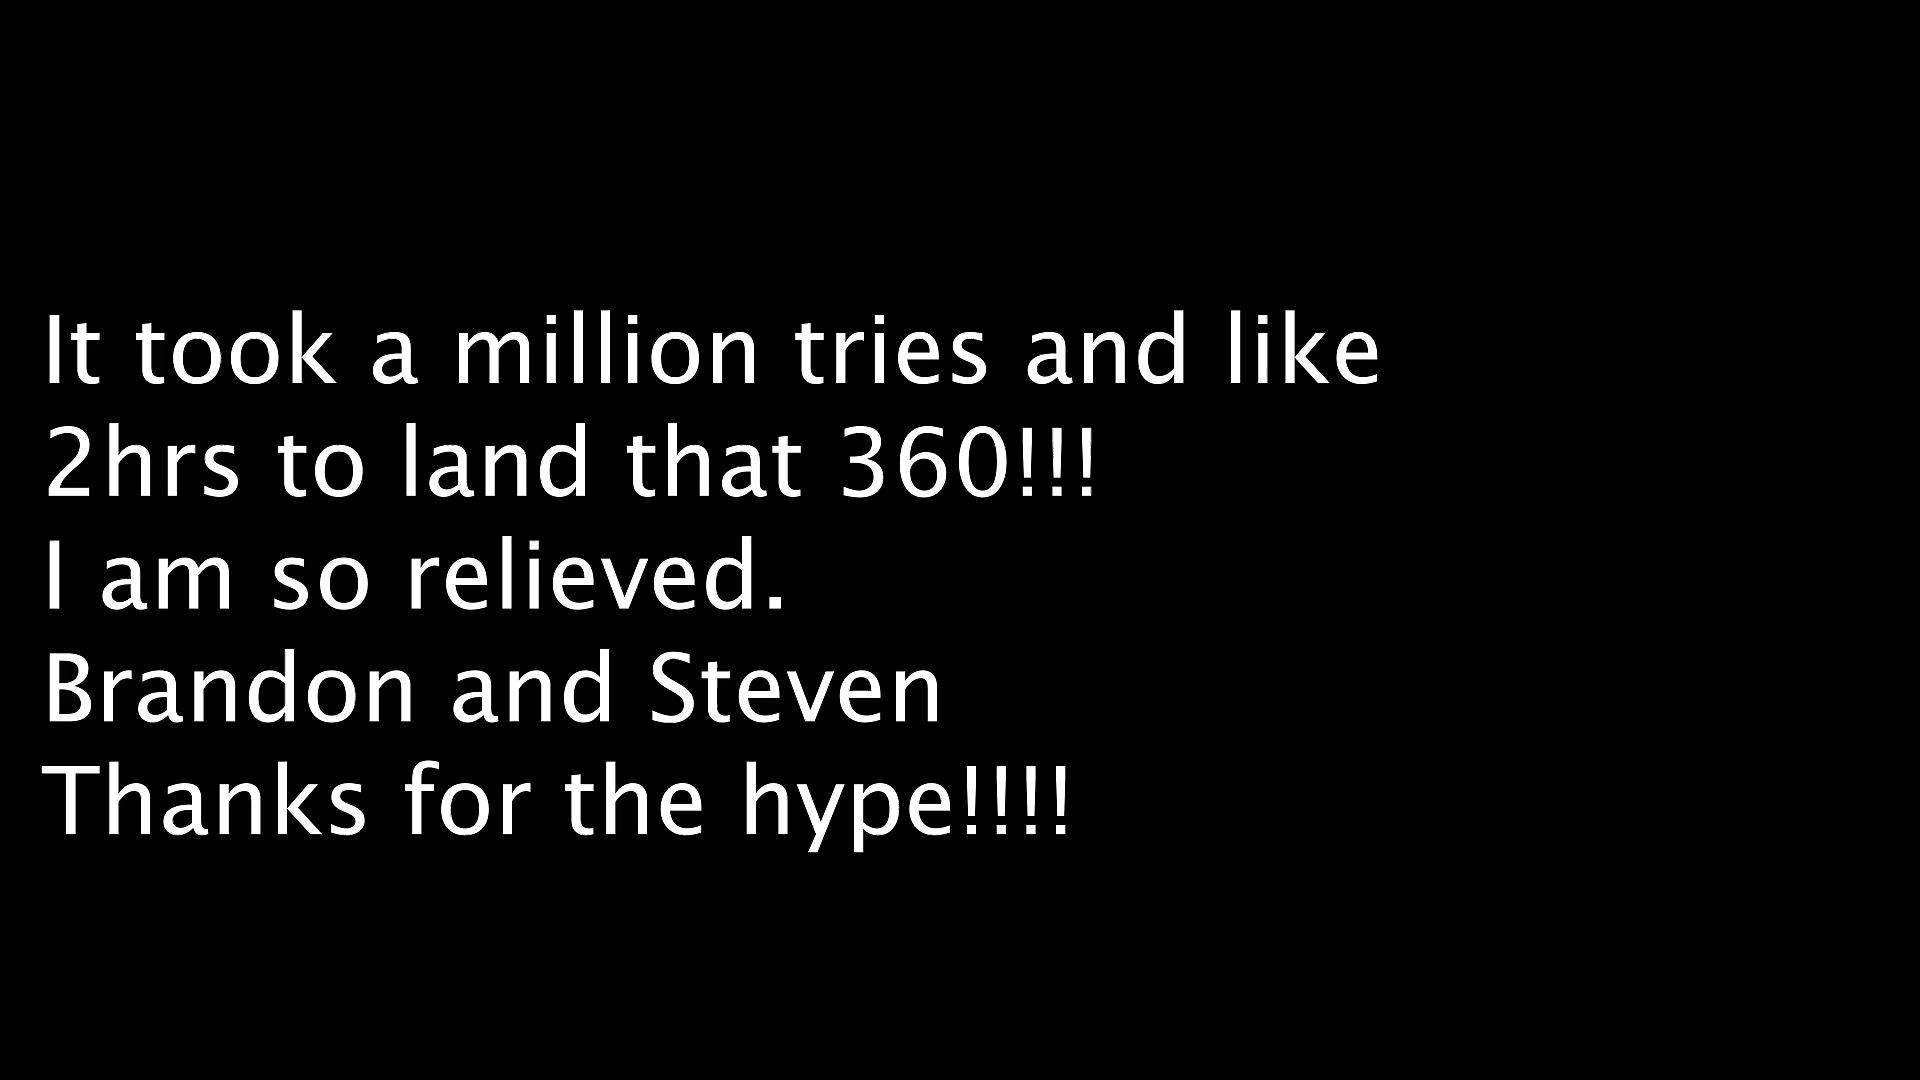 It took a million tries and like
2hrs to land that 360!!!
I am so relieved.
Brandon and Steven
Thanks for the hype!!!!